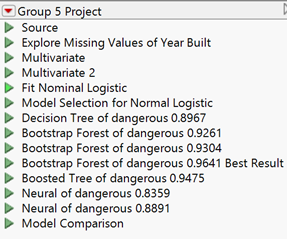 Group 5 Project
Source
Explore Missing Values of Year Built
Multivariate
Multivariate 2
Fit Nominal Logistic
Model Selection for Normal Logistic
Decision Tree of dangerous 0.8967
Bootstrap Forest of dangerous 0.9261
Bootstrap Forest of dangerous 0.9304
Bootstrap Forest of dangerous 0.9641 Best Result
Boosted Tree of dangerous 0.9475
Neural of dangerous 0.8359
Neural of dangerous 0.8891
Model Comparison